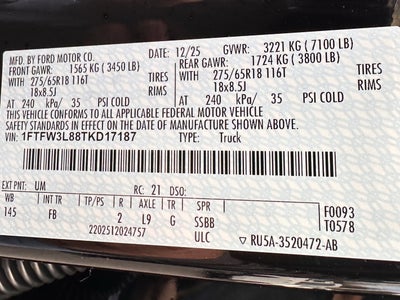 MFD. BY FORD MOTOR CO. DATE: 12/25 GVWR: 3221 KG (7100 LB)
FRONT GAWR: 1565 KG (3450 LB) REAR GAWR: 1724 KG (3800 LB)
WITH 275/65R18 116T TIRES WITH 275/65R18 116T TIRES
18x8.5J RIMS 18x8.5J RIMS
AT 240 kPa/ 35 PSI COLD AT 240 kPa/ 35 PSI COLD
THIS VEHICLE CONFORMS TO ALL APPLICABLE FEDERAL MOTOR VEHICLE
SAFETY STANDARDS IN EFFECT ON THE DATE OF MANUFACTURE SHOWN ABOVE.
VIN: 1FTFW3L88TKD17187 TYPE: Truck
EXT PNT: UM RC: 21 DSO:
WB INT TR TP/PS R AXLE TR SPR F0093
145 FB 2 L9 G SSBB T0578
2202512024757 ULC ▽ RU5A-3520472-AB